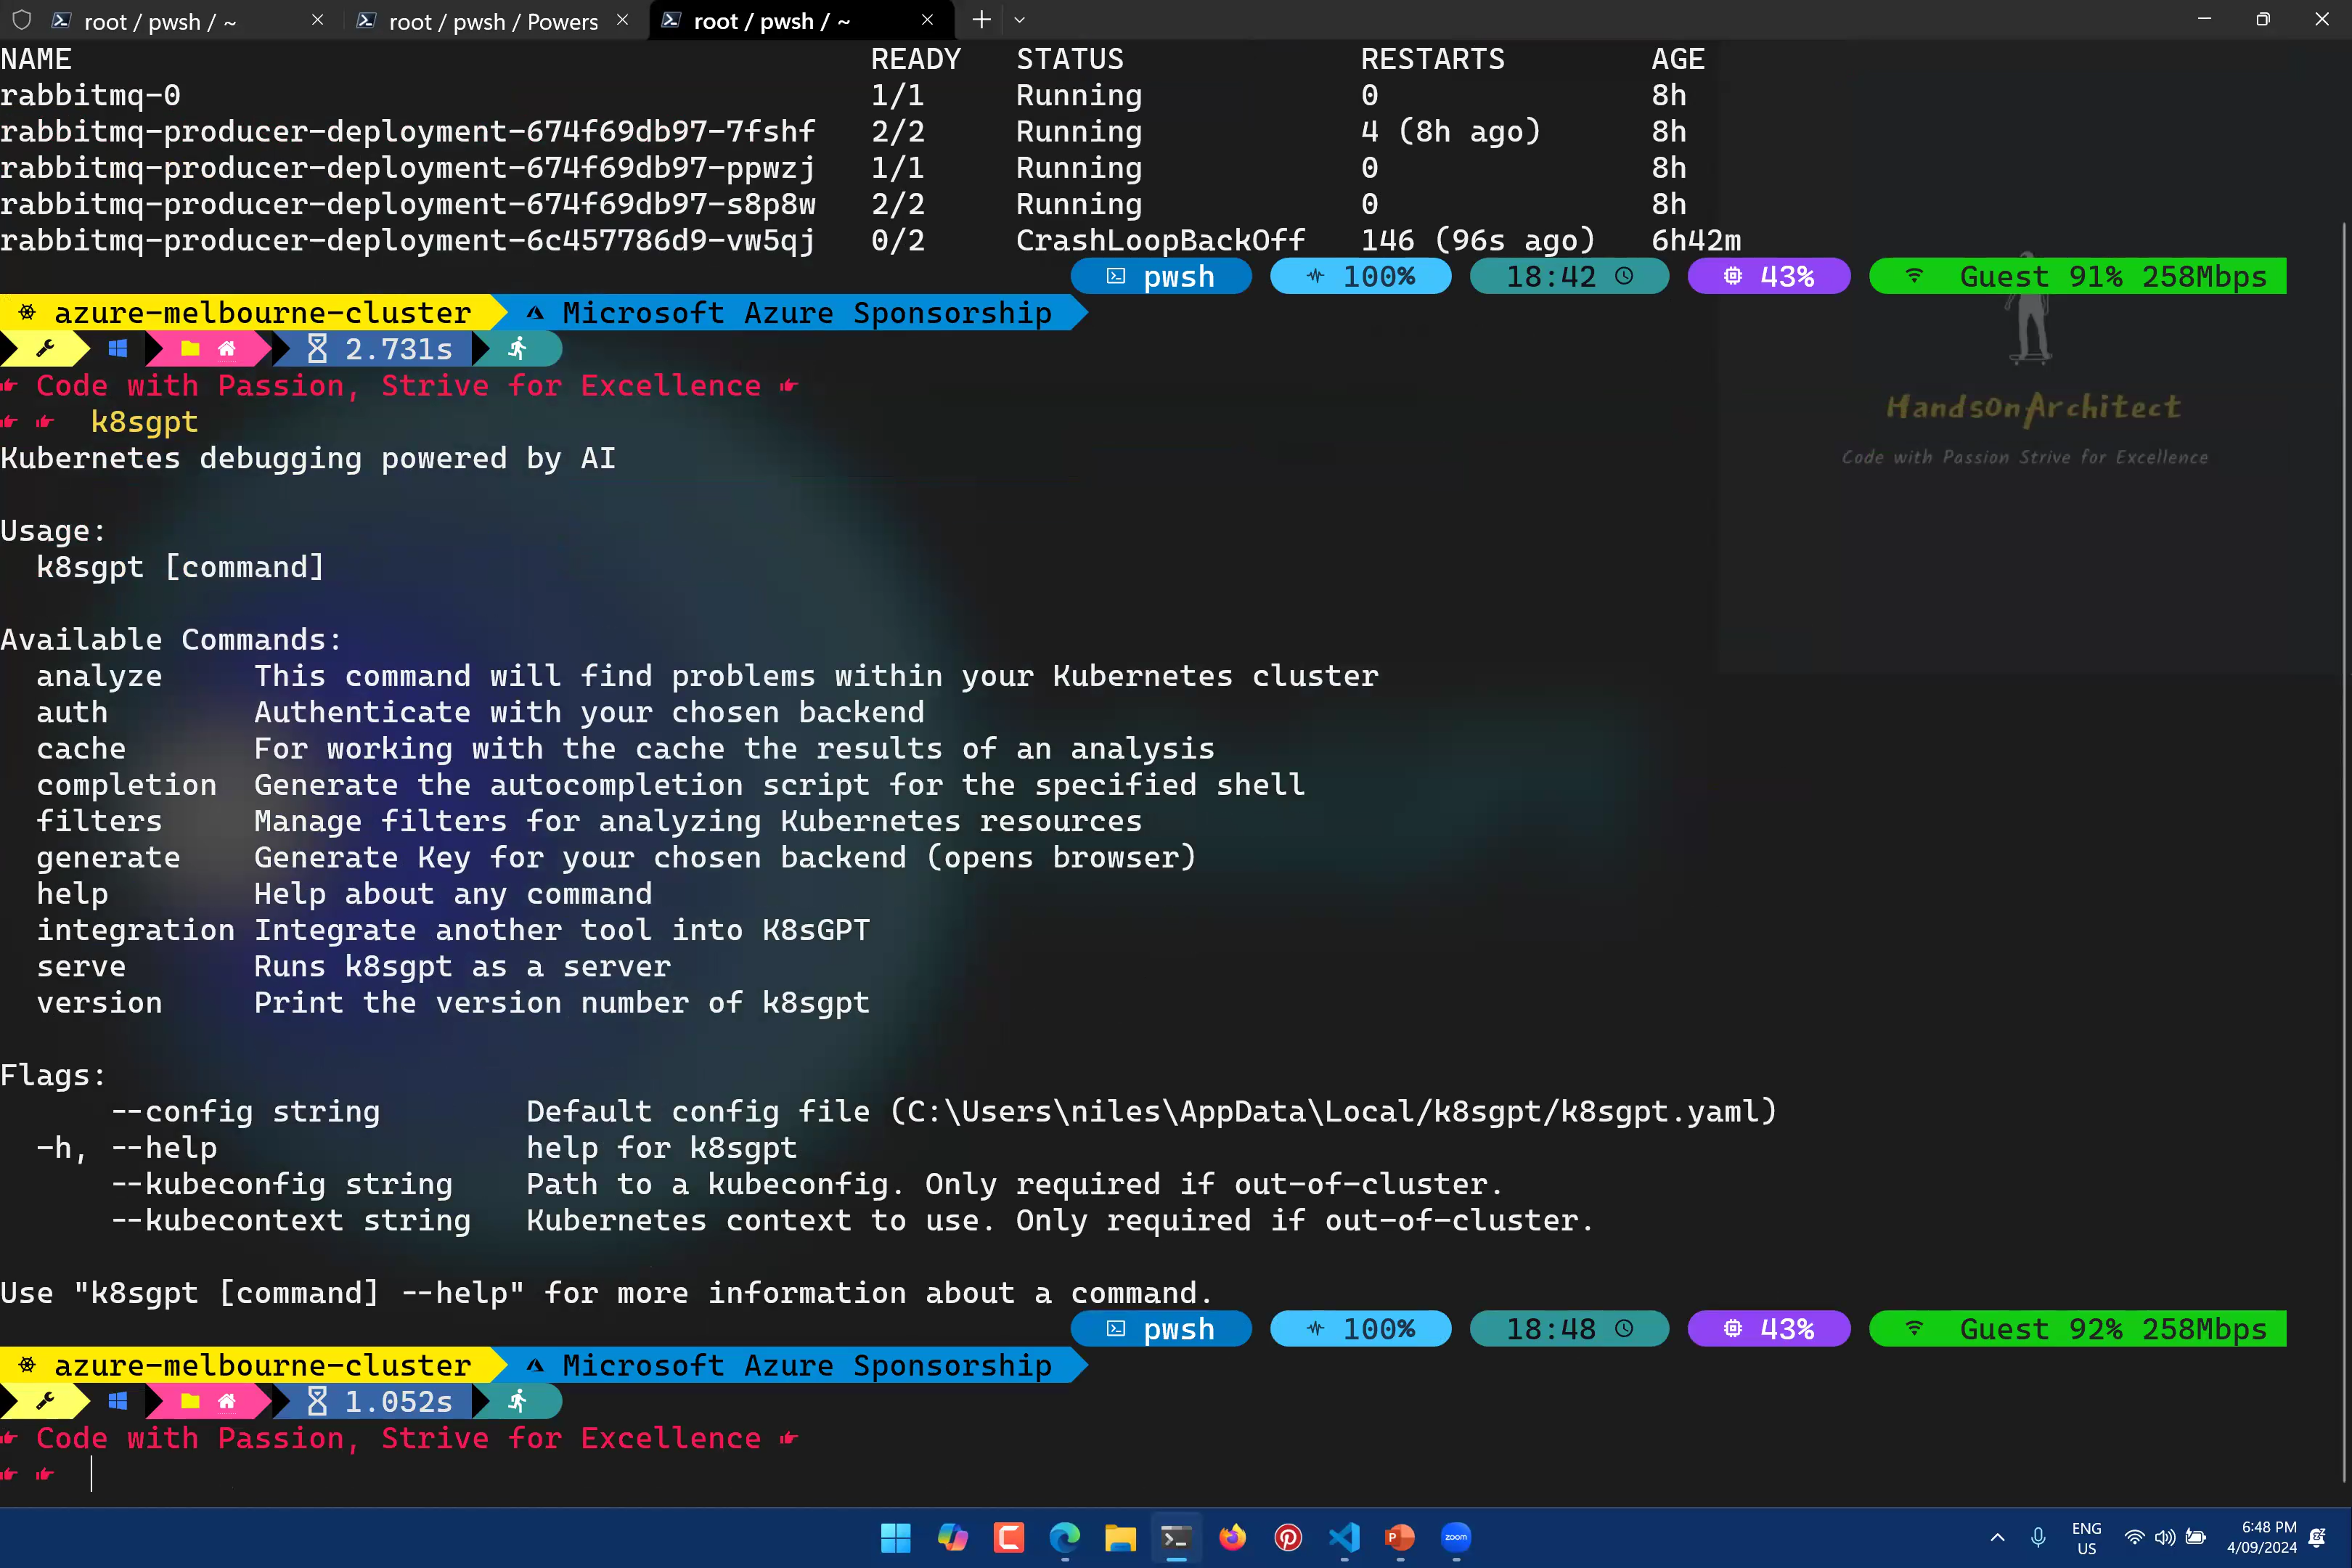 root / pwsh / ~
root / pwsh / Powers
root / pwsh / ~
NAME READY STATUS RESTARTS AGE
rabbitmq-0 1/1 Running 0 8h
rabbitmq-producer-deployment-674f69db97-7fshf 2/2 Running 4 (8h ago) 8h
rabbitmq-producer-deployment-674f69db97-ppwzj 1/1 Running 0 8h
rabbitmq-producer-deployment-674f69db97-s8p8w 2/2 Running 0 8h
rabbitmq-producer-deployment-6c457786d9-vw5qj 0/2 CrashLoopBackOff 146 (96s ago) 6h42m
pwsh 100% 18:42 43% Guest 91% 258Mbps
azure-melbourne-cluster Microsoft Azure Sponsorship
2.731s
Code with Passion, Strive for Excellence
HandsOnArchitect
k8sgpt
Code with Passion Strive for Excellence
Kubernetes debugging powered by AI
Usage:
k8sgpt [command]
Available Commands:
analyze This command will find problems within your Kubernetes cluster
auth Authenticate with your chosen backend
cache For working with the cache the results of an analysis
completion Generate the autocompletion script for the specified shell
filters Manage filters for analyzing Kubernetes resources
generate Generate Key for your chosen backend (opens browser)
help Help about any command
integration Integrate another tool into K8sGPT
serve Runs k8sgpt as a server
version Print the version number of k8sgpt
Flags:
--config string Default config file (C:\Users\niles\AppData\Local/k8sgpt/k8sgpt.yaml)
-h, --help help for k8sgpt
--kubeconfig string Path to a kubeconfig. Only required if out-of-cluster.
--kubecontext string Kubernetes context to use. Only required if out-of-cluster.
Use "k8sgpt [command] --help" for more information about a command.
pwsh 100% 18:48 43% Guest 92% 258Mbps
azure-melbourne-cluster Microsoft Azure Sponsorship
1.052s
Code with Passion, Strive for Excellence
zoom
ENG
US
6:48 PM
4/09/2024